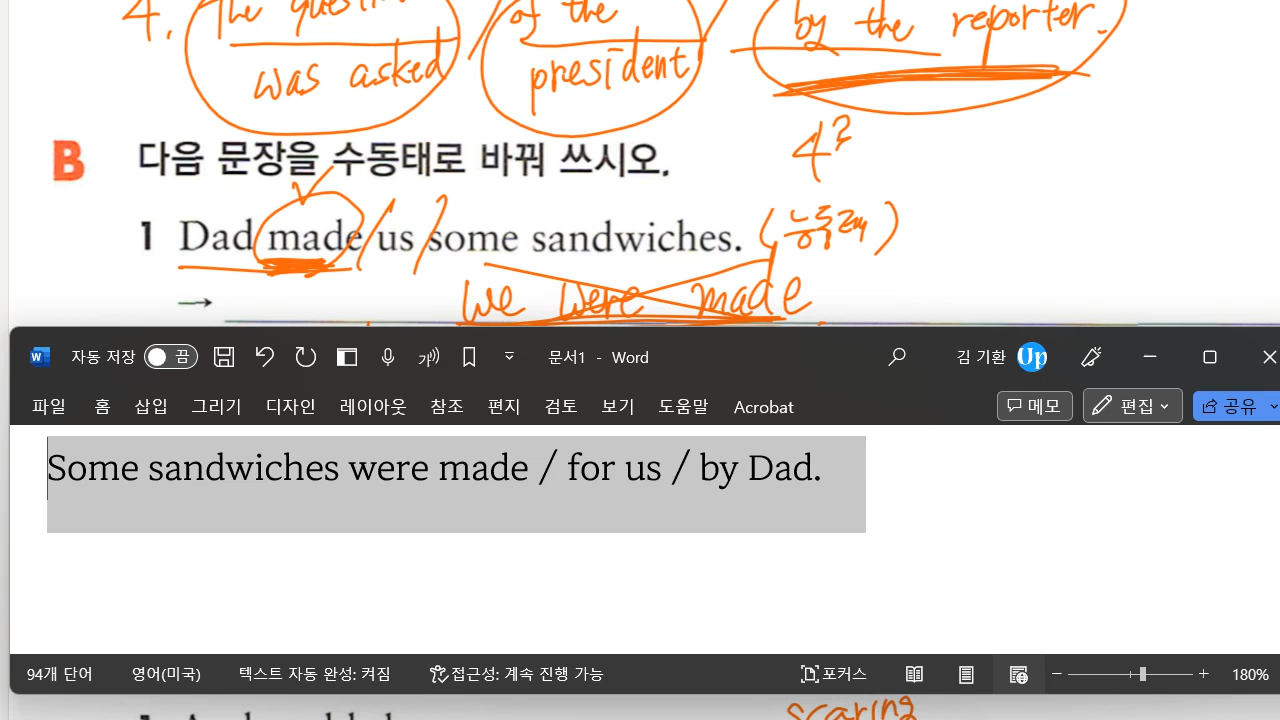 4. The
was asked / of the president / by the reporter.
4?
B 다음 문장을 수동태로 바꿔 쓰시오.
1 Dad made / us / some sandwiches. (능동태)
→ We were made
자동 저장 끔 가)) 문서1 - Word 김 기환 Up
파일 홈 삽입 그리기 디자인 레이아웃 참조 편지 검토 보기 도움말 Acrobat 메모 편집 공유
Some sandwiches were made / for us / by Dad.
94개 단어 영어(미국) 텍스트 자동 완성: 켜짐 접근성: 계속 진행 가능 포커스 180%
scaring